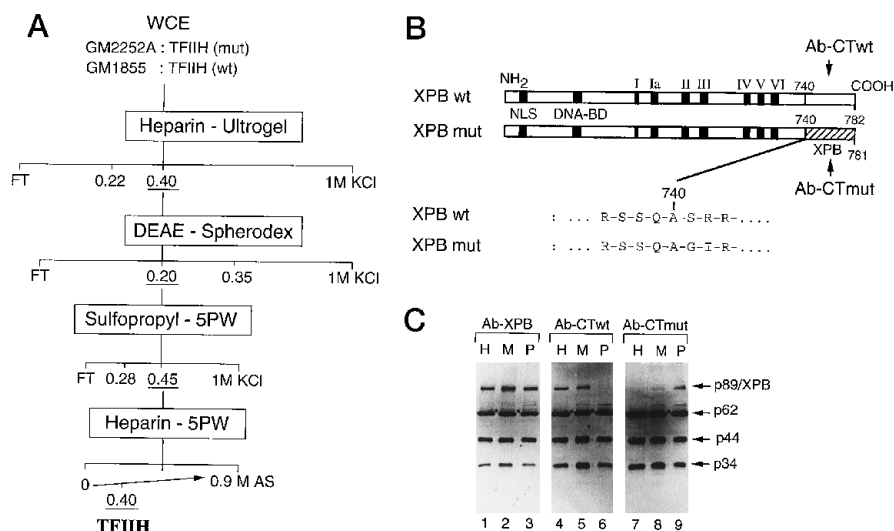 A
WCE
GM2252A : TFIIH (mut)
GM1855 : TFIIH (wt)
Heparin - Ultrogel
FT 0.22 0.40 1M KCl
DEAE - Spherodex
FT 0.20 0.35 1M KCl
Sulfopropyl - 5PW
FT 0.28 0.45 1M KCl
Heparin - 5PW
0 0.40 0.9 M AS
TFIIH
B
Ab-CTwt
NH2 I Ia II III IV V VI 740 COOH
XPB wt
NLS DNA-BD 740 782
XPB mut
XPB 781
Ab-CTmut
740
XPB wt : ... R-S-S-Q-A-S-R-R-....
XPB mut : ... R-S-S-Q-A-G-I-R-....
C
Ab-XPB Ab-CTwt Ab-CTmut
H M P H M P H M P
p89/XPB
p62
p44
p34
1 2 3 4 5 6 7 8 9